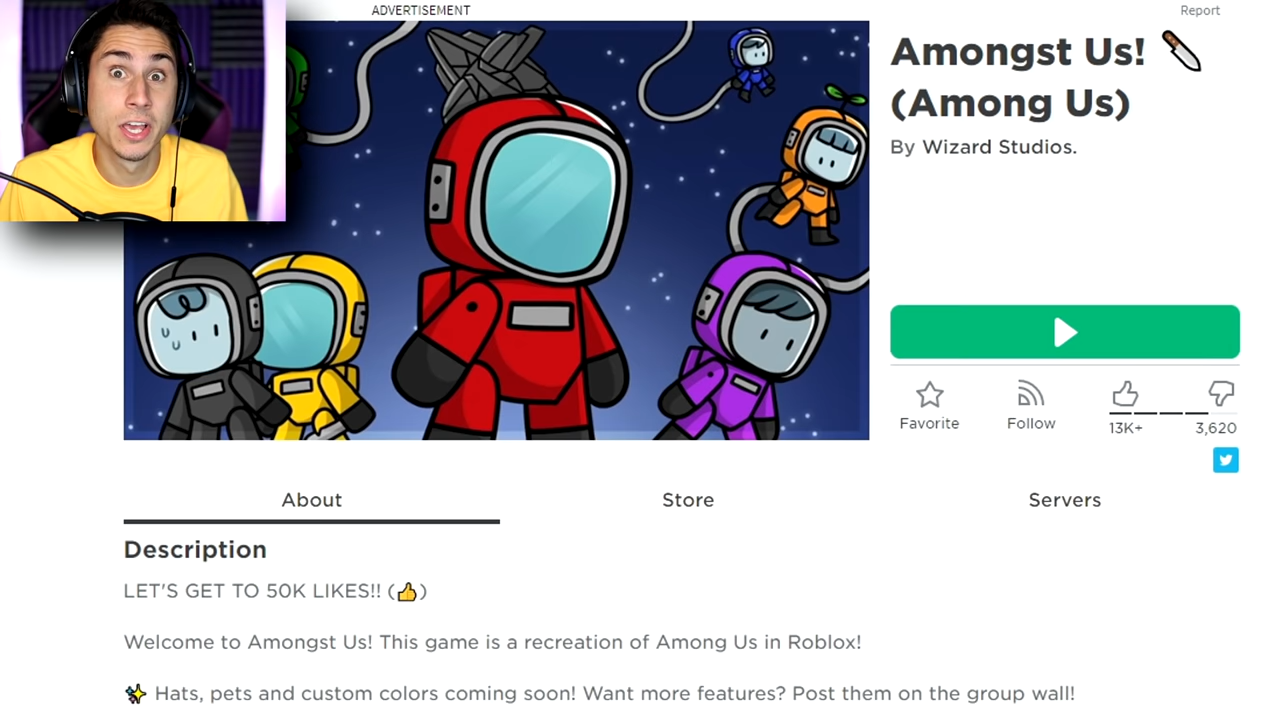 ADVERTISEMENT
Report
Amongst Us! 🔪
(Among Us)
By Wizard Studios.
Favorite
Follow
13K+
3,620
About
Store
Servers
Description
LET'S GET TO 50K LIKES!! (👍)
Welcome to Amongst Us! This game is a recreation of Among Us in Roblox!
✨ Hats, pets and custom colors coming soon! Want more features? Post them on the group wall!